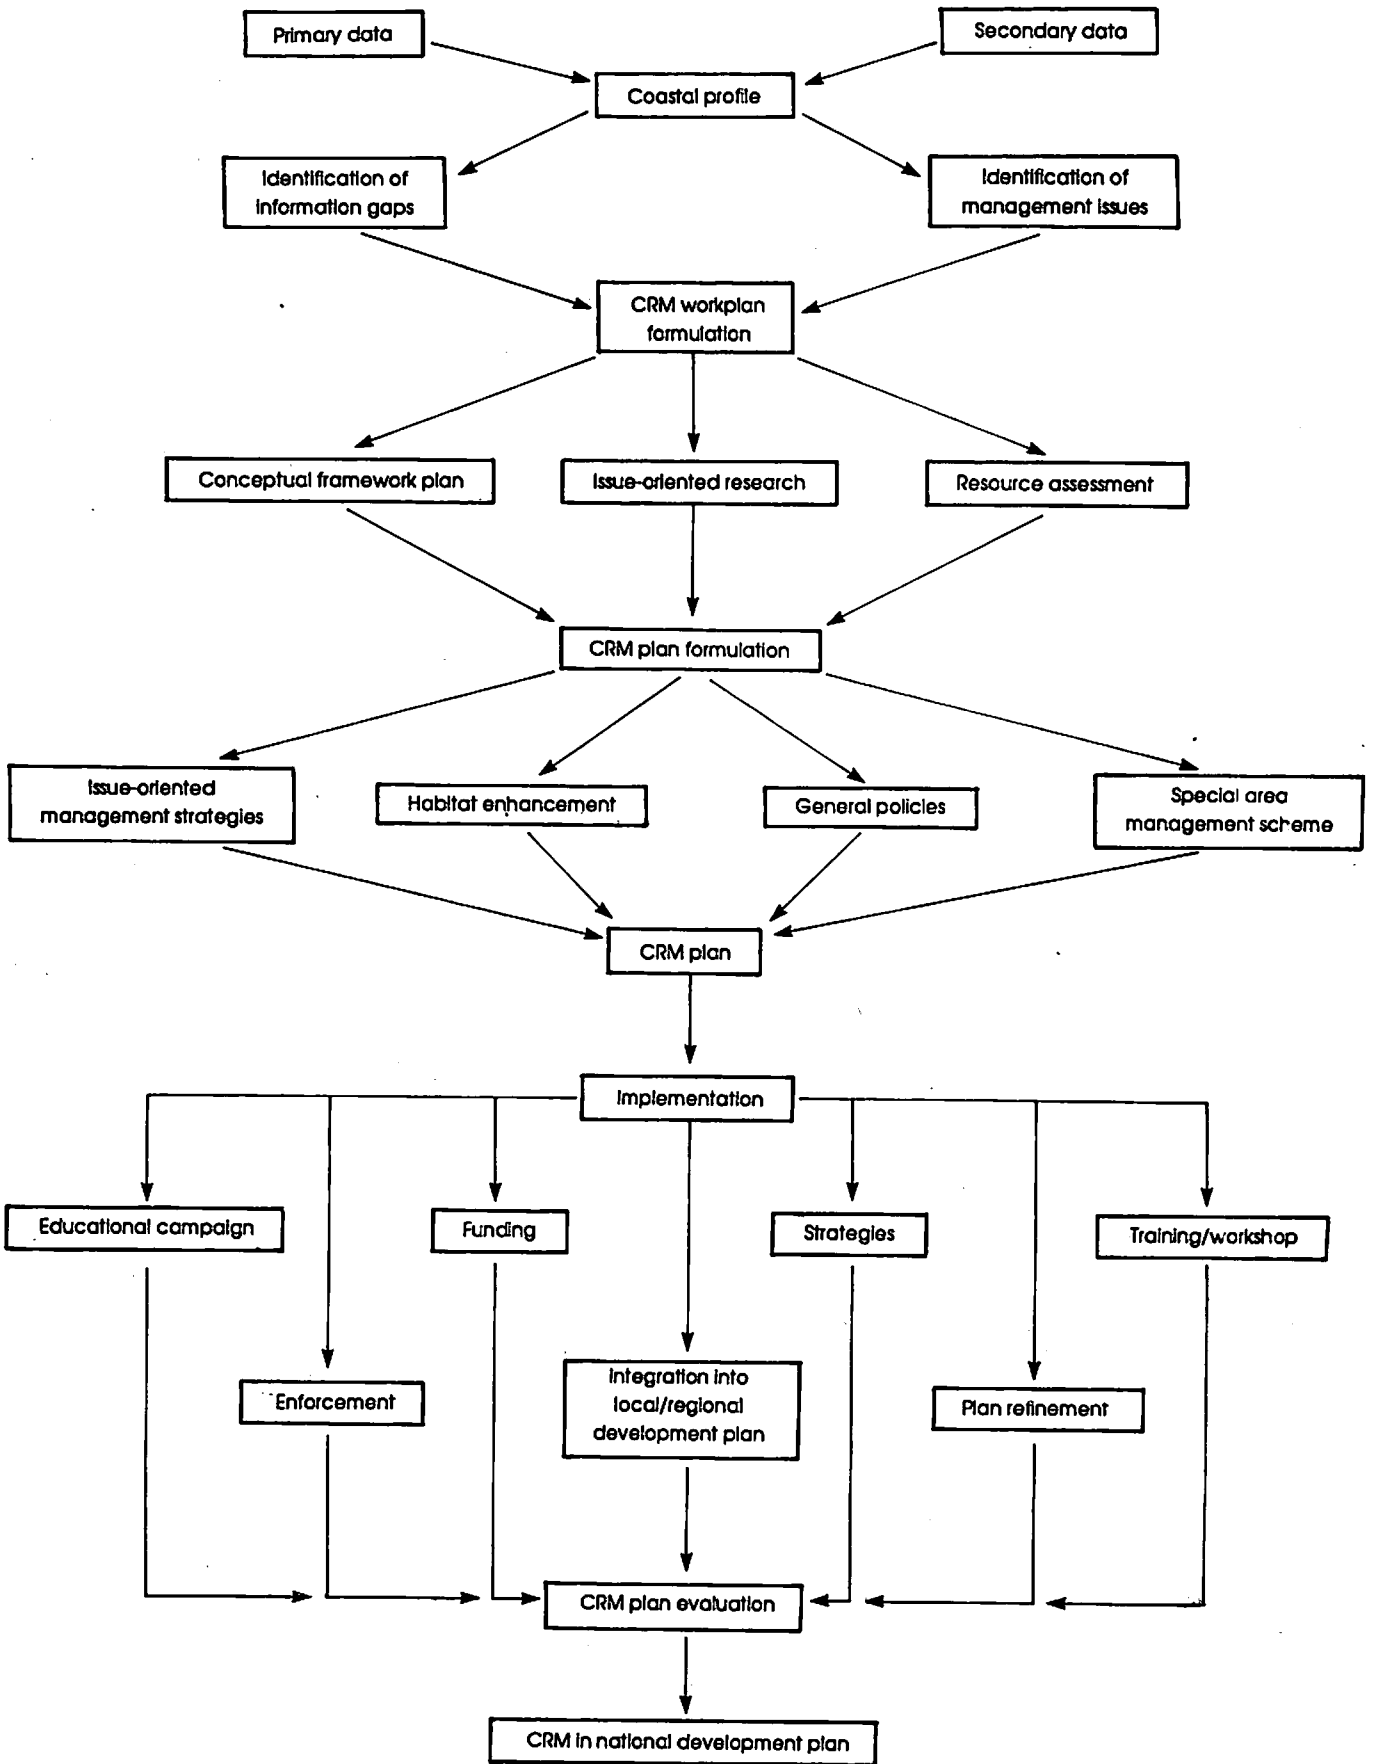 Primary data
Secondary data
Coastal profile
Identification of
information gaps
Identification of
management issues
CRM workplan
formulation
Conceptual framework plan
Issue-oriented research
Resource assessment
CRM plan formulation
Issue-oriented
management strategies
Habitat enhancement
General policies
Special area
management scheme
CRM plan
Implementation
Educational campaign
Funding
Strategies
Training/workshop
Enforcement
Integration into
local/regional
development plan
Plan refinement
CRM plan evaluation
CRM in national development plan